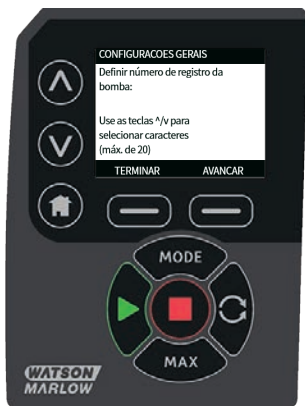 CONFIGURACOES GERAIS
Definir número de registro da
bomba:
Use as teclas ^/v para
selecionar caracteres
(máx. de 20)
TERMINAR AVANCAR
MODE
MAX
WATSON
MARLOW